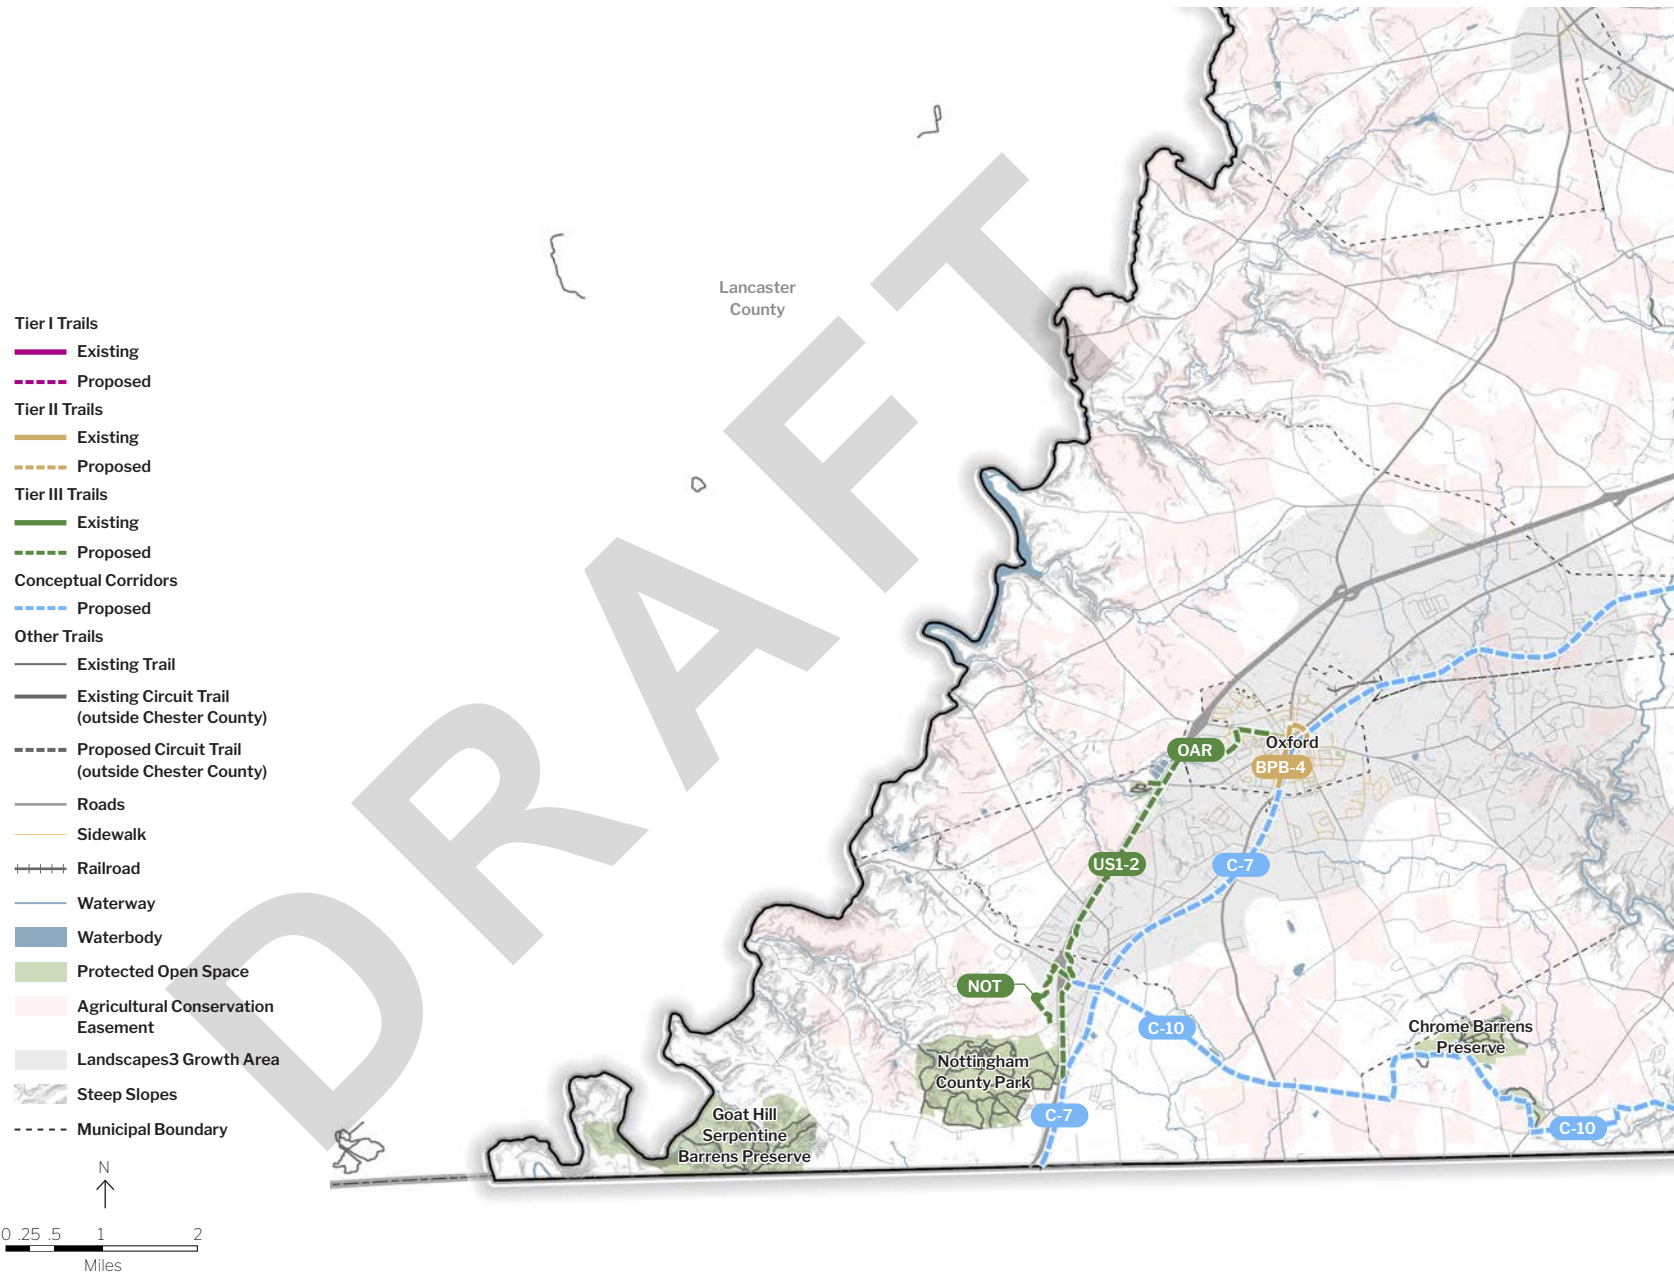 Tier I Trails
Existing
Proposed
Tier II Trails
Existing
Proposed
Tier III Trails
Existing
Proposed
Conceptual Corridors
Proposed
Other Trails
Existing Trail
Existing Circuit Trail
(outside Chester County)
Proposed Circuit Trail
(outside Chester County)
Roads
Sidewalk
Railroad
Waterway
Waterbody
Protected Open Space
Agricultural Conservation
Easement
Landscapes3 Growth Area
Steep Slopes
Municipal Boundary
N
0 .25 .5 1 2
Miles
DRAFT
Lancaster
County
OAR
Oxford
BPB-4
US1-2
C-7
NOT
C-10
Chrome Barrens
Preserve
Nottingham
County Park
C-7
Goat Hill
Serpentine
Barrens Preserve
C-10